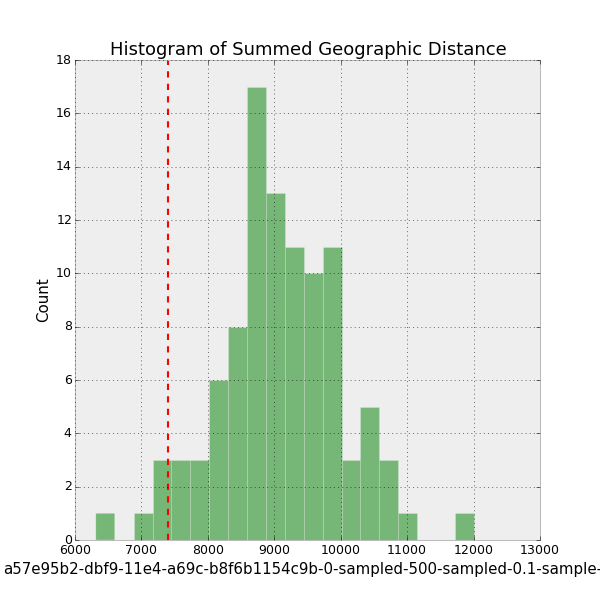 Histogram of Summed Geographic Distance
18
16
14
12
10
8
6
4
2
0
Count
6000 7000 8000 9000 10000 11000 12000 13000
a57e95b2-dbf9-11e4-a69c-b8f6b1154c9b-0-sampled-500-sampled-0.1-sample-